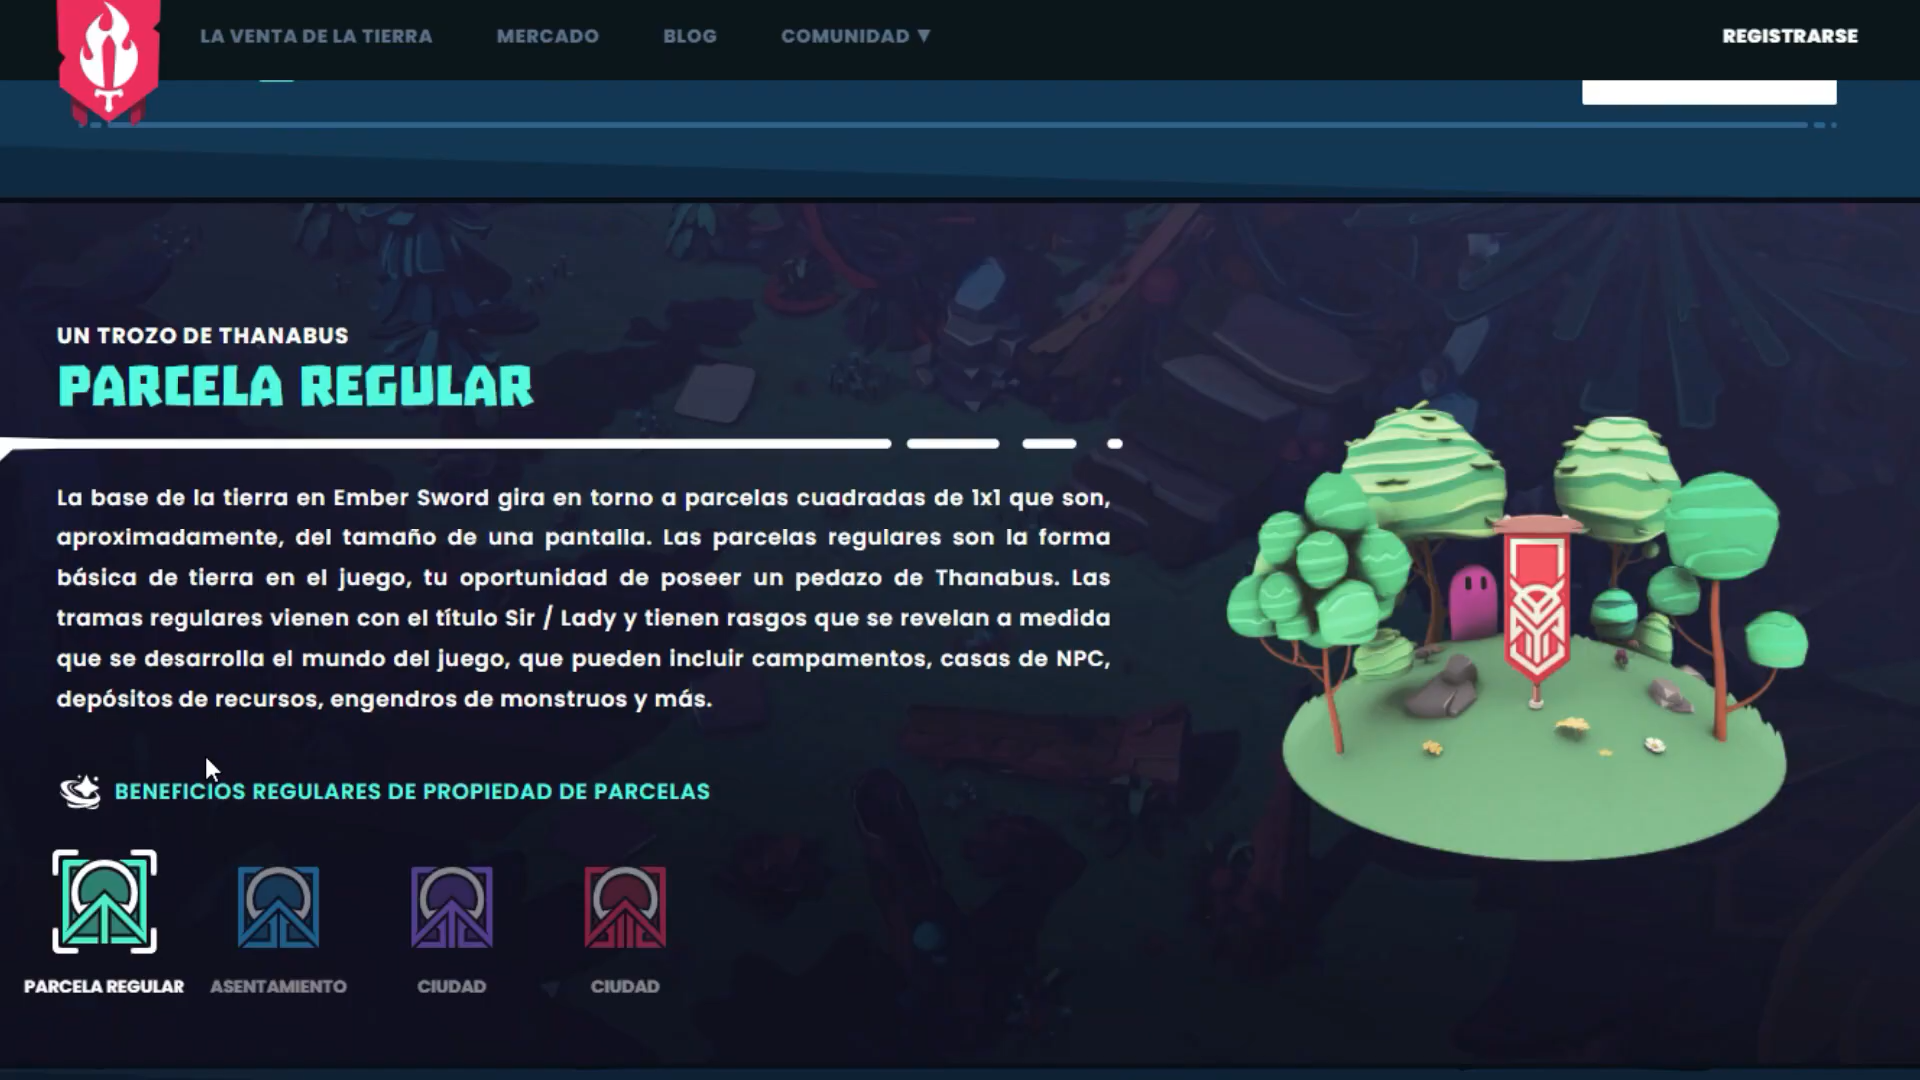 LA VENTA DE LA TIERRA MERCADO BLOG COMUNIDAD ▼ REGISTRARSE
UN TROZO DE THANABUS
PARCELA REGULAR
La base de la tierra en Ember Sword gira en torno a parcelas cuadradas de 1x1 que son,
aproximadamente, del tamaño de una pantalla. Las parcelas regulares son la forma
básica de tierra en el juego, tu oportunidad de poseer un pedazo de Thanabus. Las
tramas regulares vienen con el título Sir / Lady y tienen rasgos que se revelan a medida
que se desarrolla el mundo del juego, que pueden incluir campamentos, casas de NPC,
depósitos de recursos, engendros de monstruos y más.
BENEFICIOS REGULARES DE PROPIEDAD DE PARCELAS
PARCELA REGULAR ASENTAMIENTO CIUDAD CIUDAD